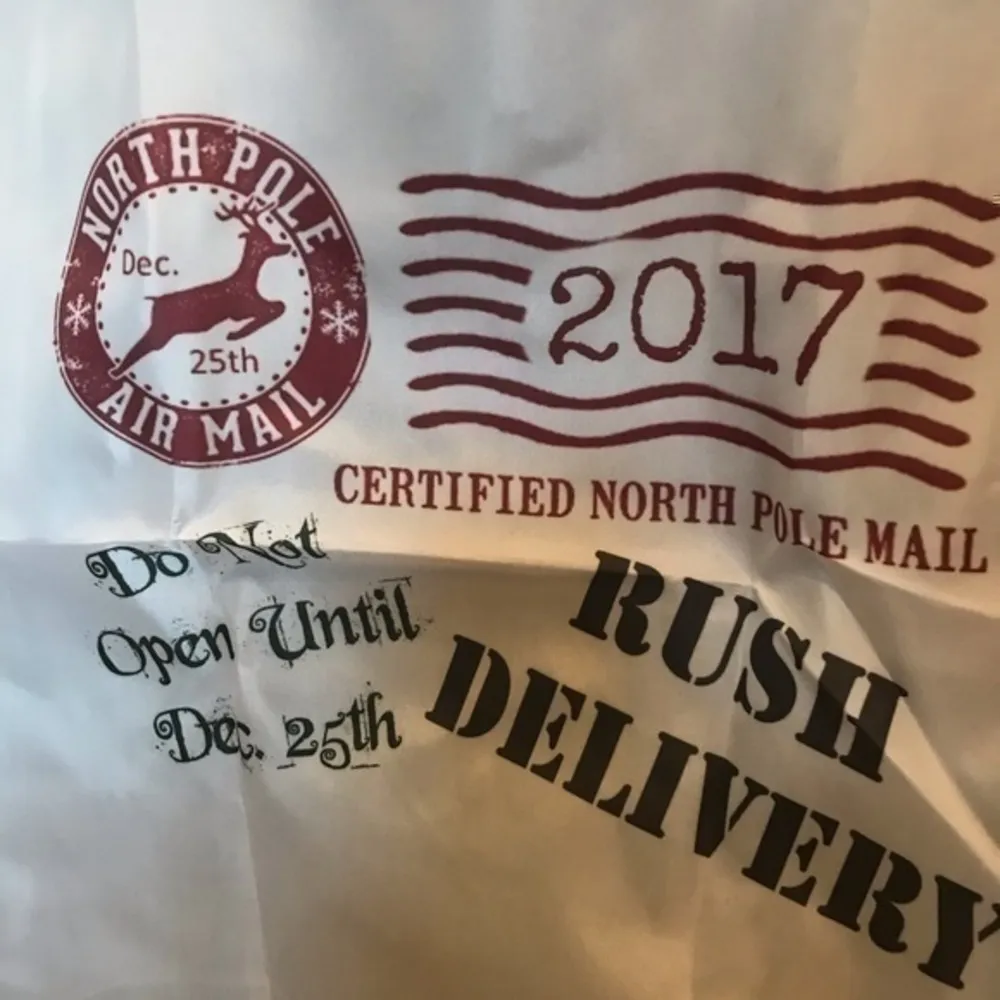 NORTH POLE
Dec.
25th
AIR MAIL
2017
CERTIFIED NORTH POLE MAIL
Do Not
Open Until
Dec. 25th
RUSH
DELIVERY